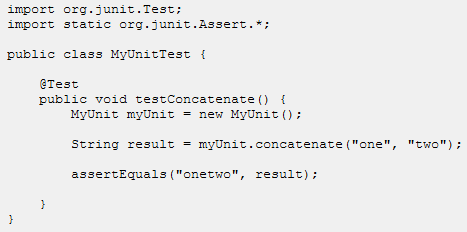 import org.junit.Test;
import static org.junit.Assert.*;
public class MyUnitTest {
@Test
public void testConcatenate() {
MyUnit myUnit = new MyUnit();
String result = myUnit.concatenate("one", "two");
assertEquals("onetwo", result);
}
}